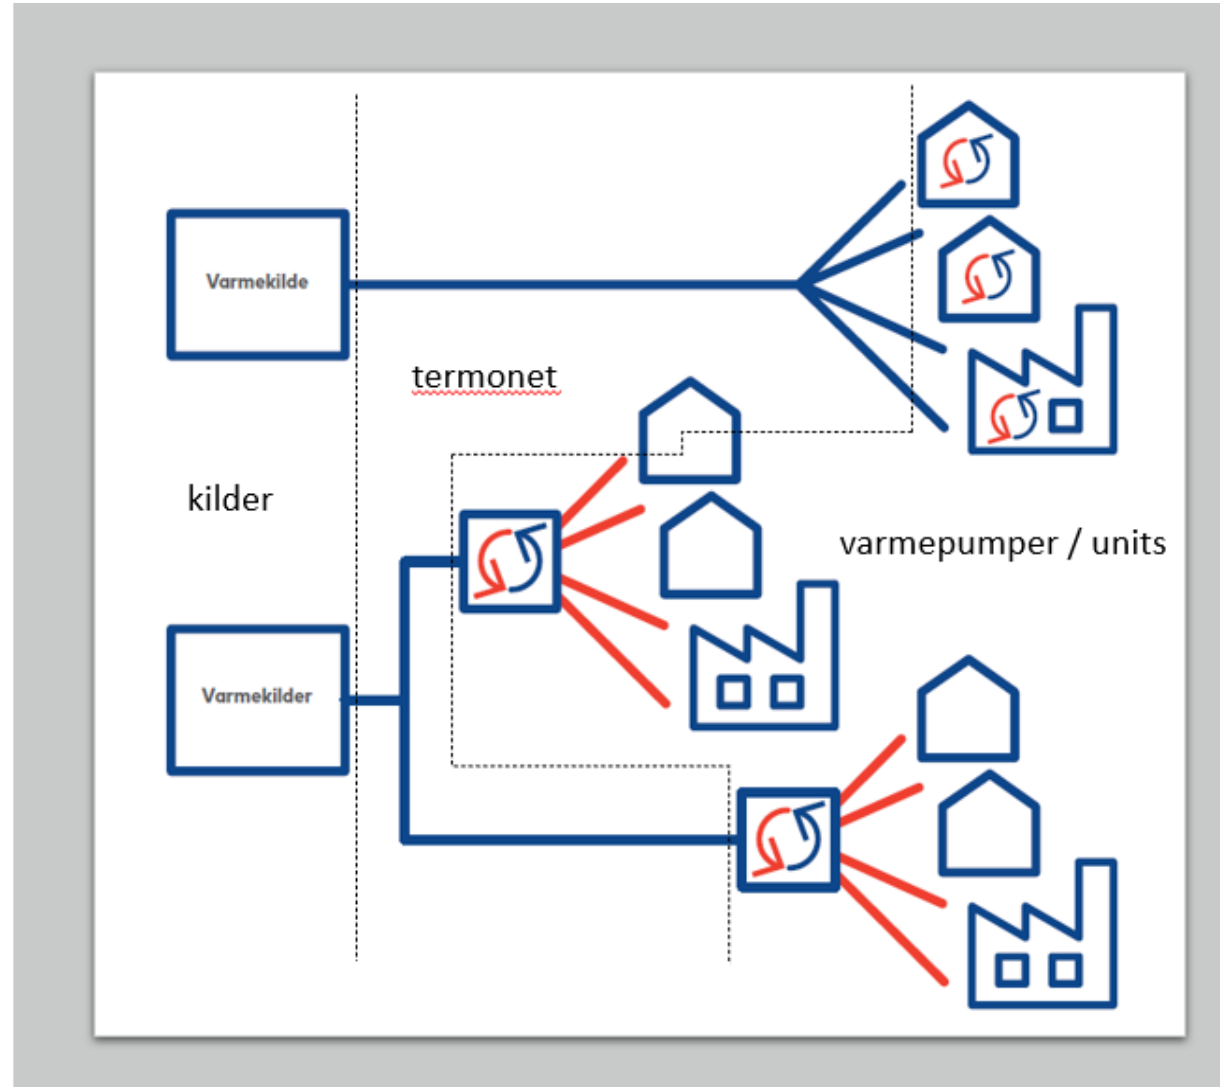 Varmekilde
termonet
kilder
varmepumper / units
Varmekilder